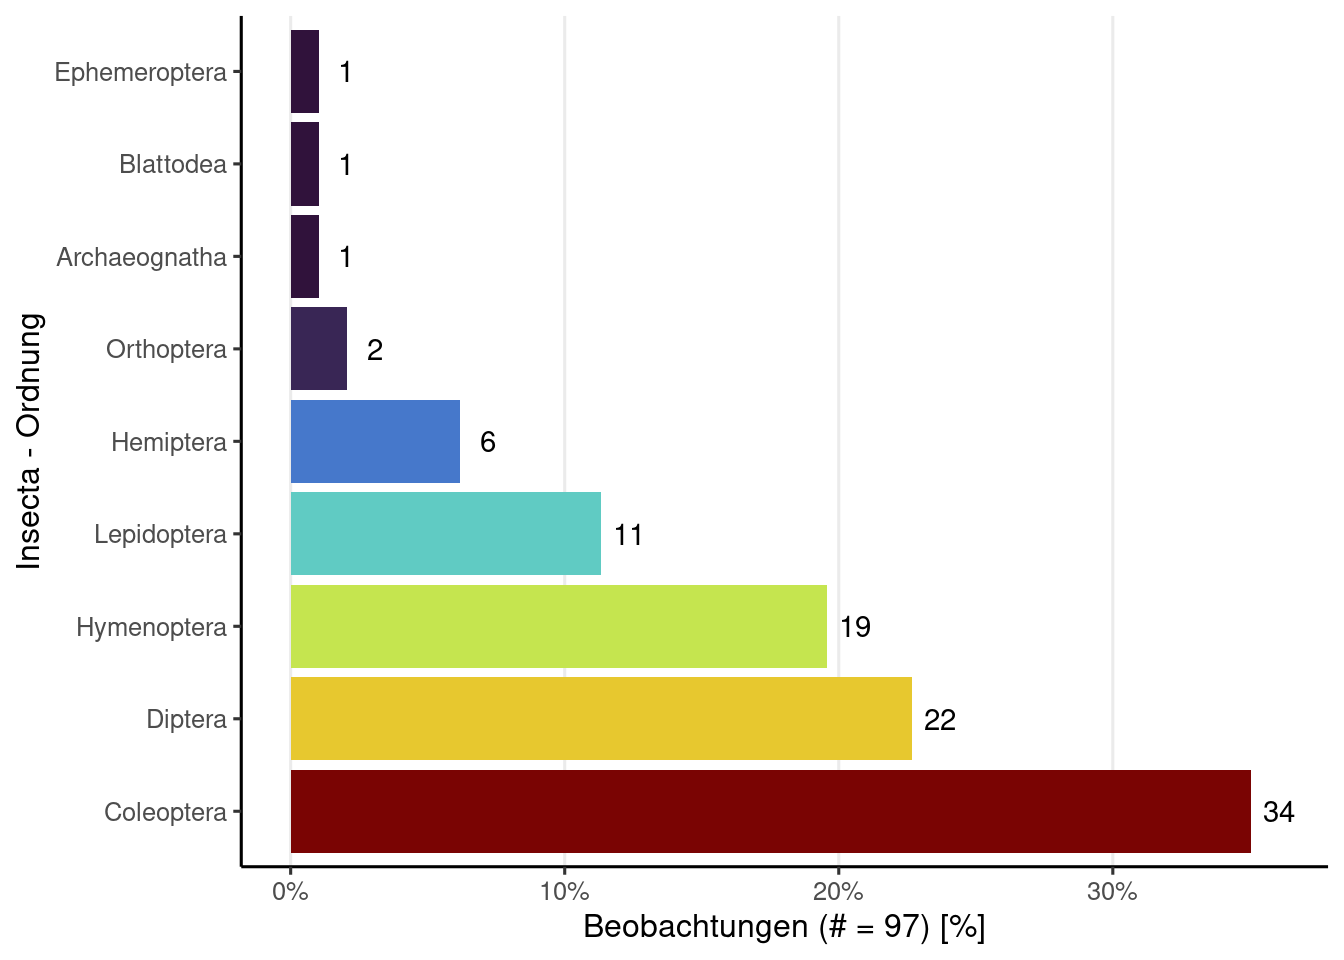 Insecta - Ordnung
Ephemeroptera 1
Blattodea 1
Archaeognatha 1
Orthoptera 2
Hemiptera 6
Lepidoptera 11
Hymenoptera 19
Diptera 22
Coleoptera 34
0% 10% 20% 30%
Beobachtungen (# = 97) [%]